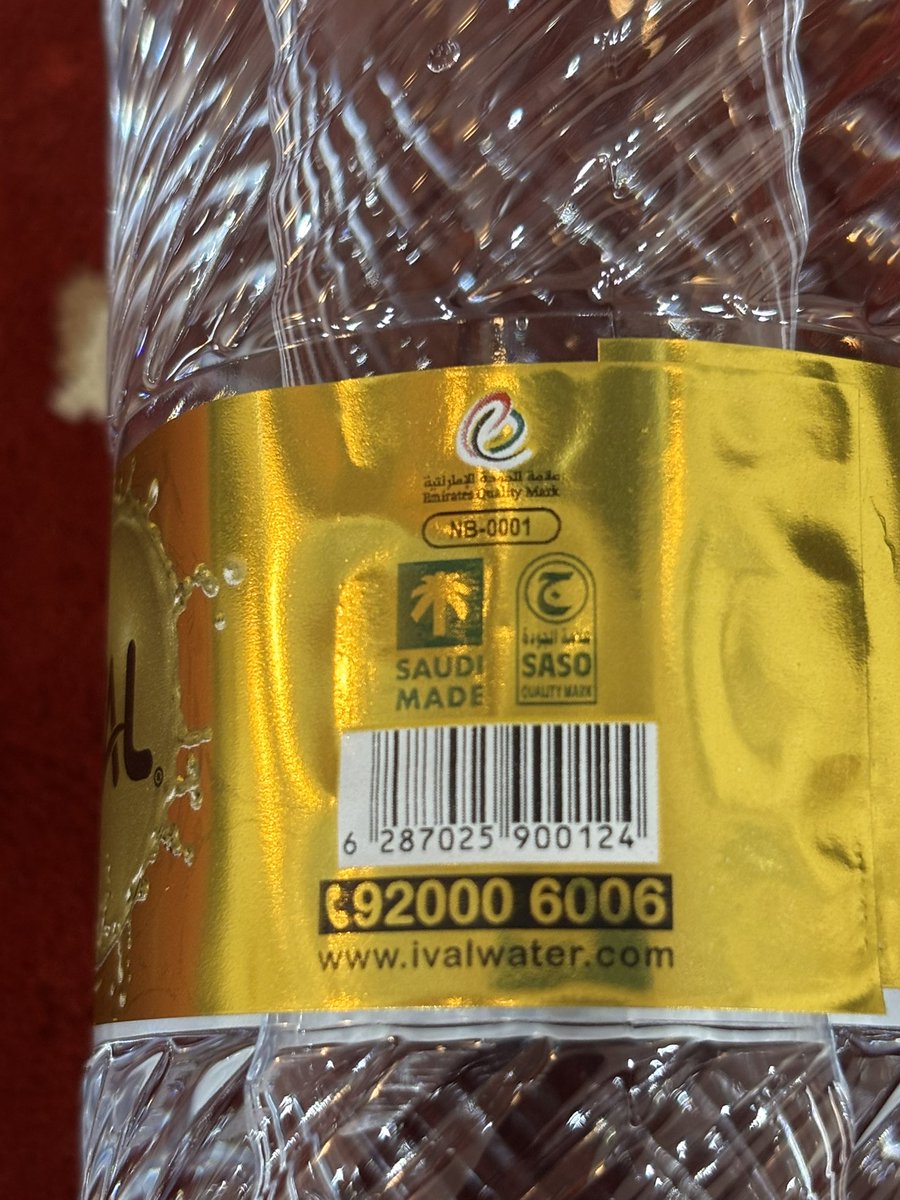 علامة الجودة الإماراتية
Emirates Quality Mark
NB-0001
ج
علامة الجودة
SAUDI
MADE
SASO
QUALITY MARK
AL®
6 287025 900124
92000 6006
www.ivalwater.com